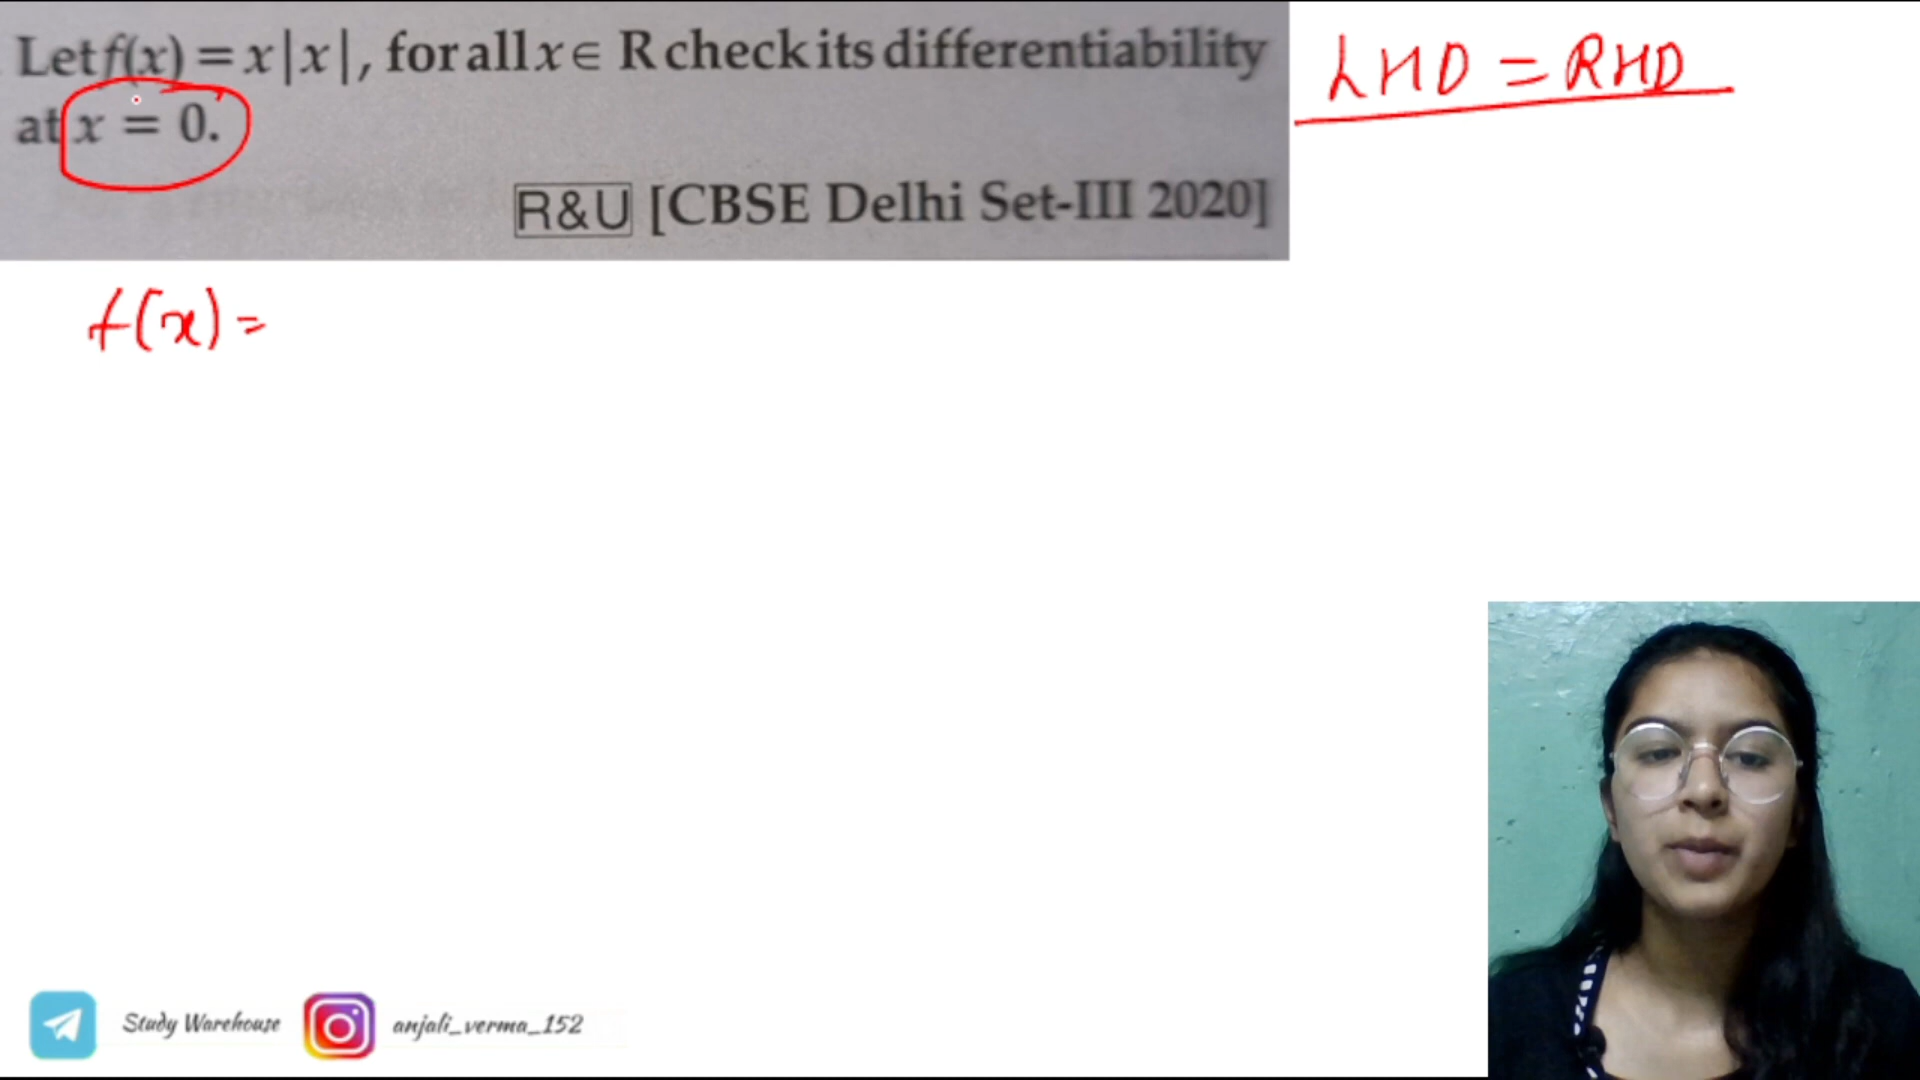 Let f(x) = x|x|, for all x ∈ R check its differentiability
at x = 0.
R&U [CBSE Delhi Set-III 2020]
LHD = RHD
f(x) =
Study Warehouse
anjali_verma_152